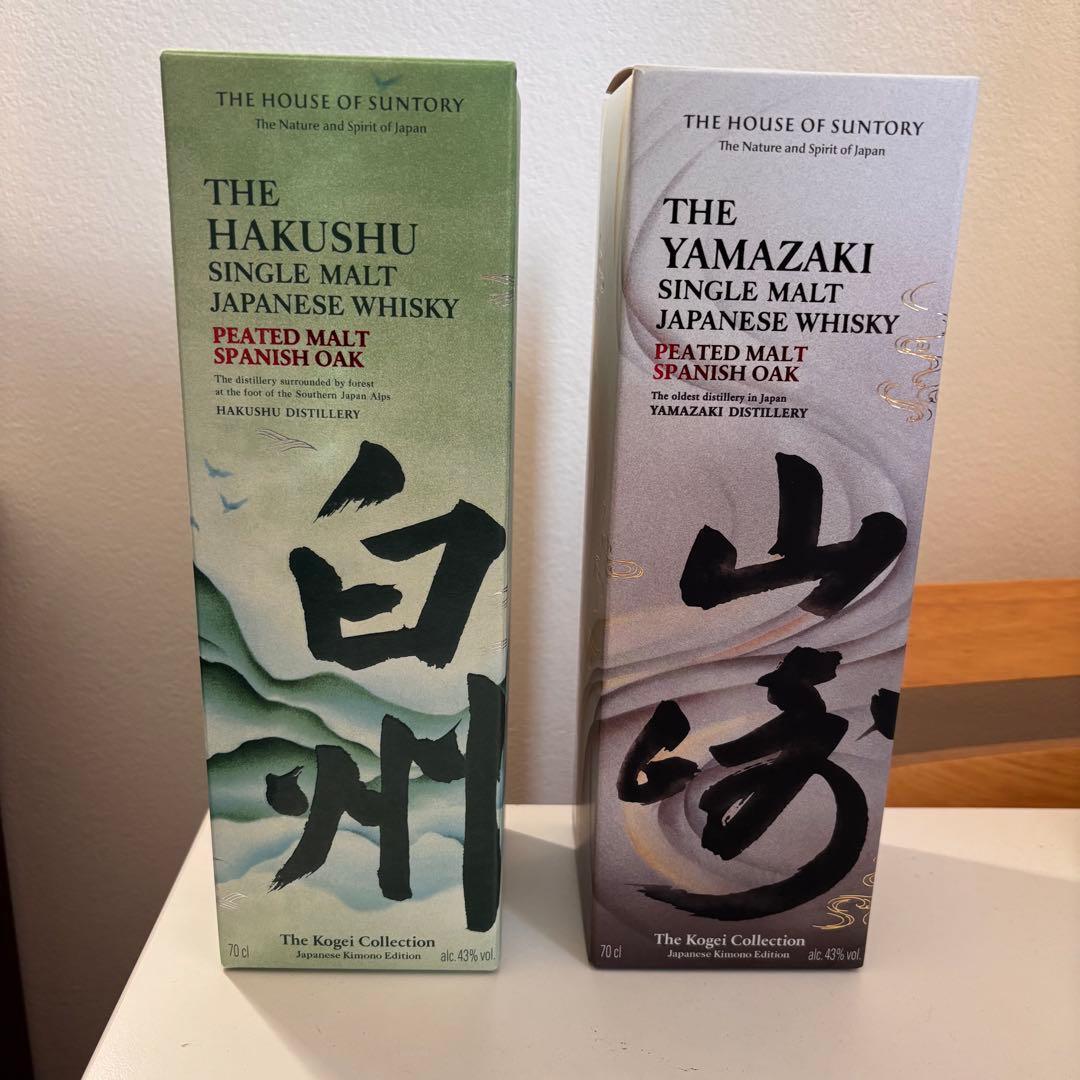 THE HOUSE OF SUNTORY
The Nature and Spirit of Japan
THE
HAKUSHU
SINGLE MALT
JAPANESE WHISKY
PEATED MALT
SPANISH OAK
The distillery surrounded by forest
at the foot of the Southern Japan Alps
HAKUSHU DISTILLERY
白
州
The Kogei Collection
Japanese Kimono Edition
70 cl
alc. 43% vol.
THE HOUSE OF SUNTORY
The Nature and Spirit of Japan
THE
YAMAZAKI
SINGLE MALT
JAPANESE WHISKY
PEATED MALT
SPANISH OAK
The oldest distillery in Japan
YAMAZAKI DISTILLERY
山
崎
The Kogei Collection
Japanese Kimono Edition
70 cl
alc. 43% vol.